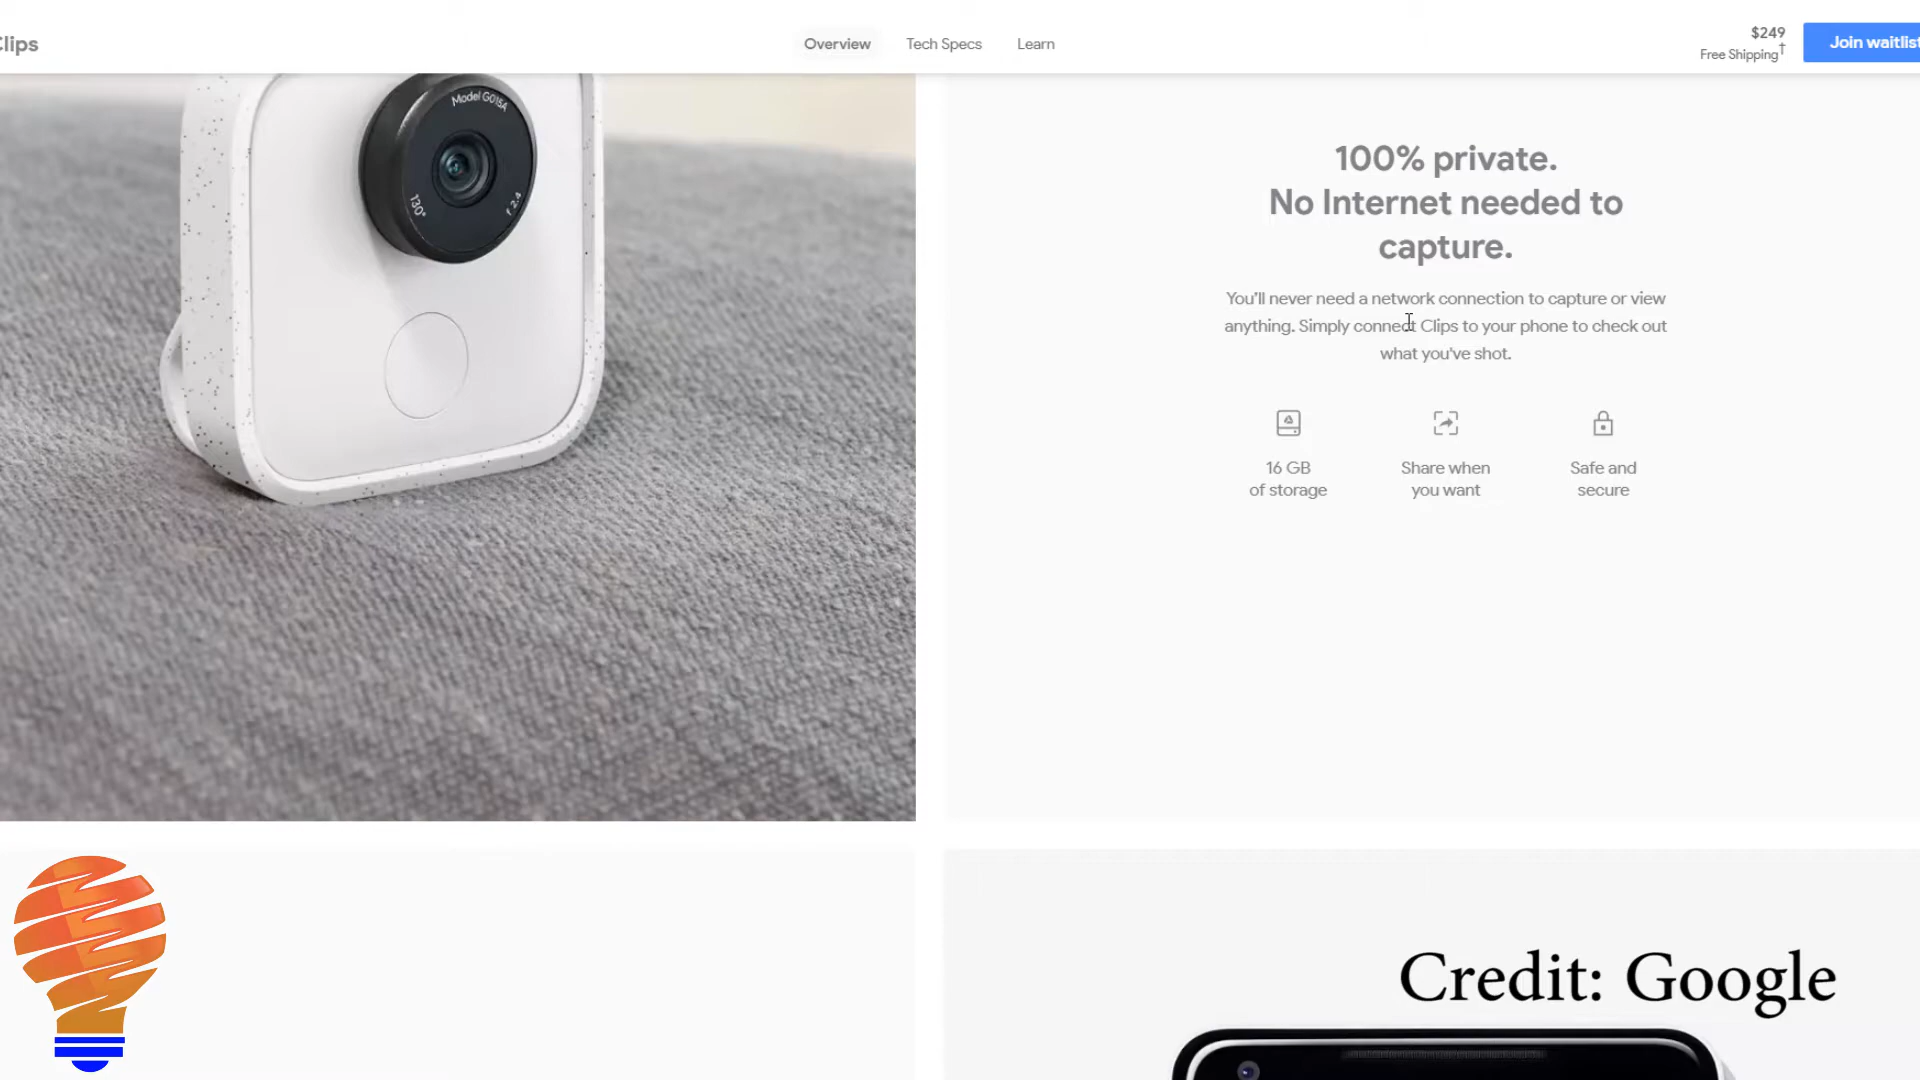 Clips
Overview
Tech Specs
Learn
$249
Free Shipping†
Join waitlist
Model G015A
130°
f 2.4
100% private.
No Internet needed to
capture.
You'll never need a network connection to capture or view
anything. Simply connect Clips to your phone to check out
what you've shot.
16 GB
of storage
Share when
you want
Safe and
secure
Credit: Google